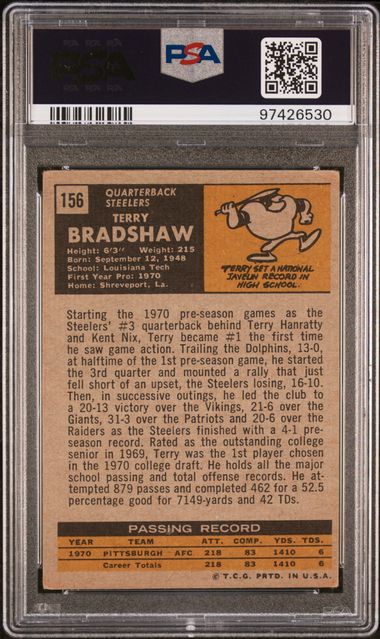 PSA
PSA
97426530
156
QUARTERBACK
STEELERS
TERRY
BRADSHAW
Height: 6'3" Weight: 215
Born: September 12, 1948
School: Louisiana Tech
First Year Pro: 1970
Home: Shreveport, La.
TERRY SET A NATIONAL
JAVELIN RECORD IN
HIGH SCHOOL.
Starting the 1970 pre-season games as the
Steelers' #3 quarterback behind Terry Hanratty
and Kent Nix, Terry became #1 the first time
he saw game action. Trailing the Dolphins, 13-0,
at halftime of the 1st pre-season game, he started
the 3rd quarter and mounted a rally that just
fell short of an upset, the Steelers losing, 16-10.
Then, in successive outings, he led the club to
a 20-13 victory over the Vikings, 21-6 over the
Giants, 31-3 over the Patriots and 20-6 over the
Raiders as the Steelers finished with a 4-1 pre-
season record. Rated as the outstanding college
senior in 1969, Terry was the 1st player chosen
in the 1970 college draft. He holds all the major
school passing and total offense records. He at-
tempted 879 passes and completed 462 for a 52.5
percentage good for 7149-yards and 42 TDs.
PASSING RECORD
YEAR TEAM ATT. COMP. YDS. TDS.
1970 PITTSBURGH AFC 218 83 1410 6
Career Totals 218 83 1410 6
© T.C.G. PRTD. IN U.S.A.